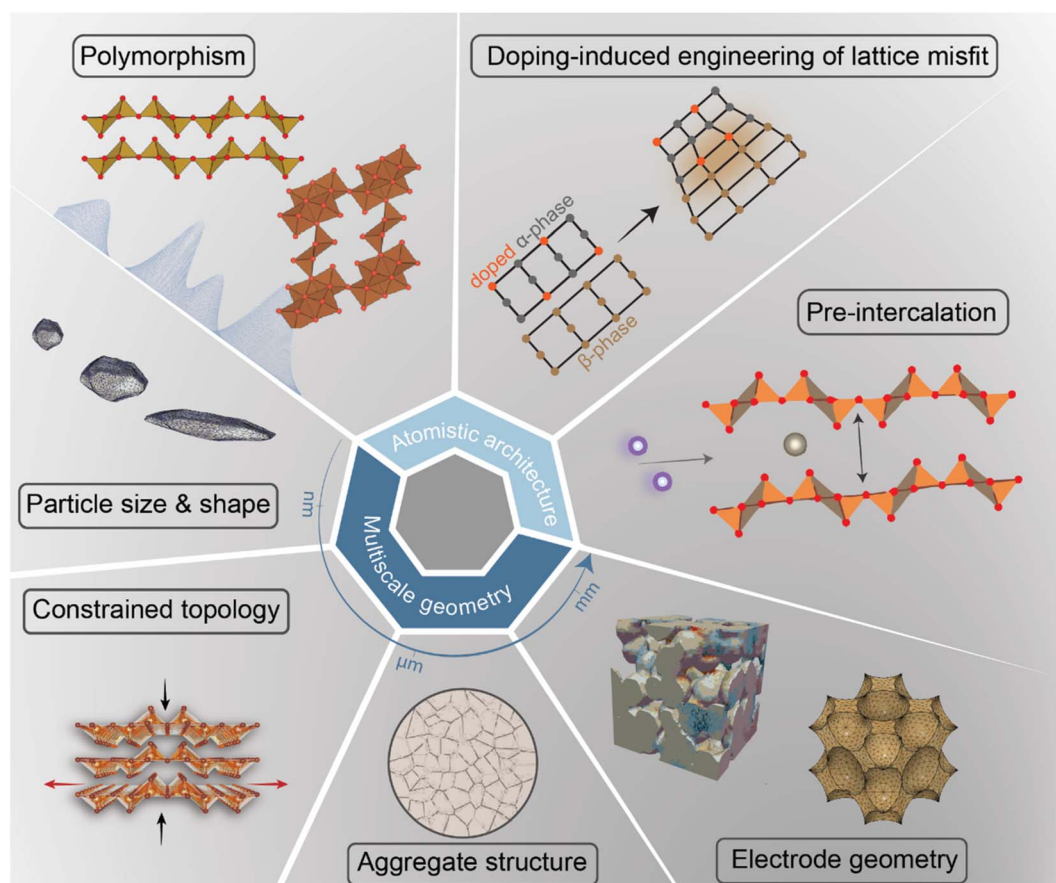 Polymorphism
Doping-induced engineering of lattice misfit
doped α-phase
β-phase
Pre-intercalation
Particle size & shape
Atomistic architecture
Multiscale geometry
nm
μm
mm
Constrained topology
Aggregate structure
Electrode geometry